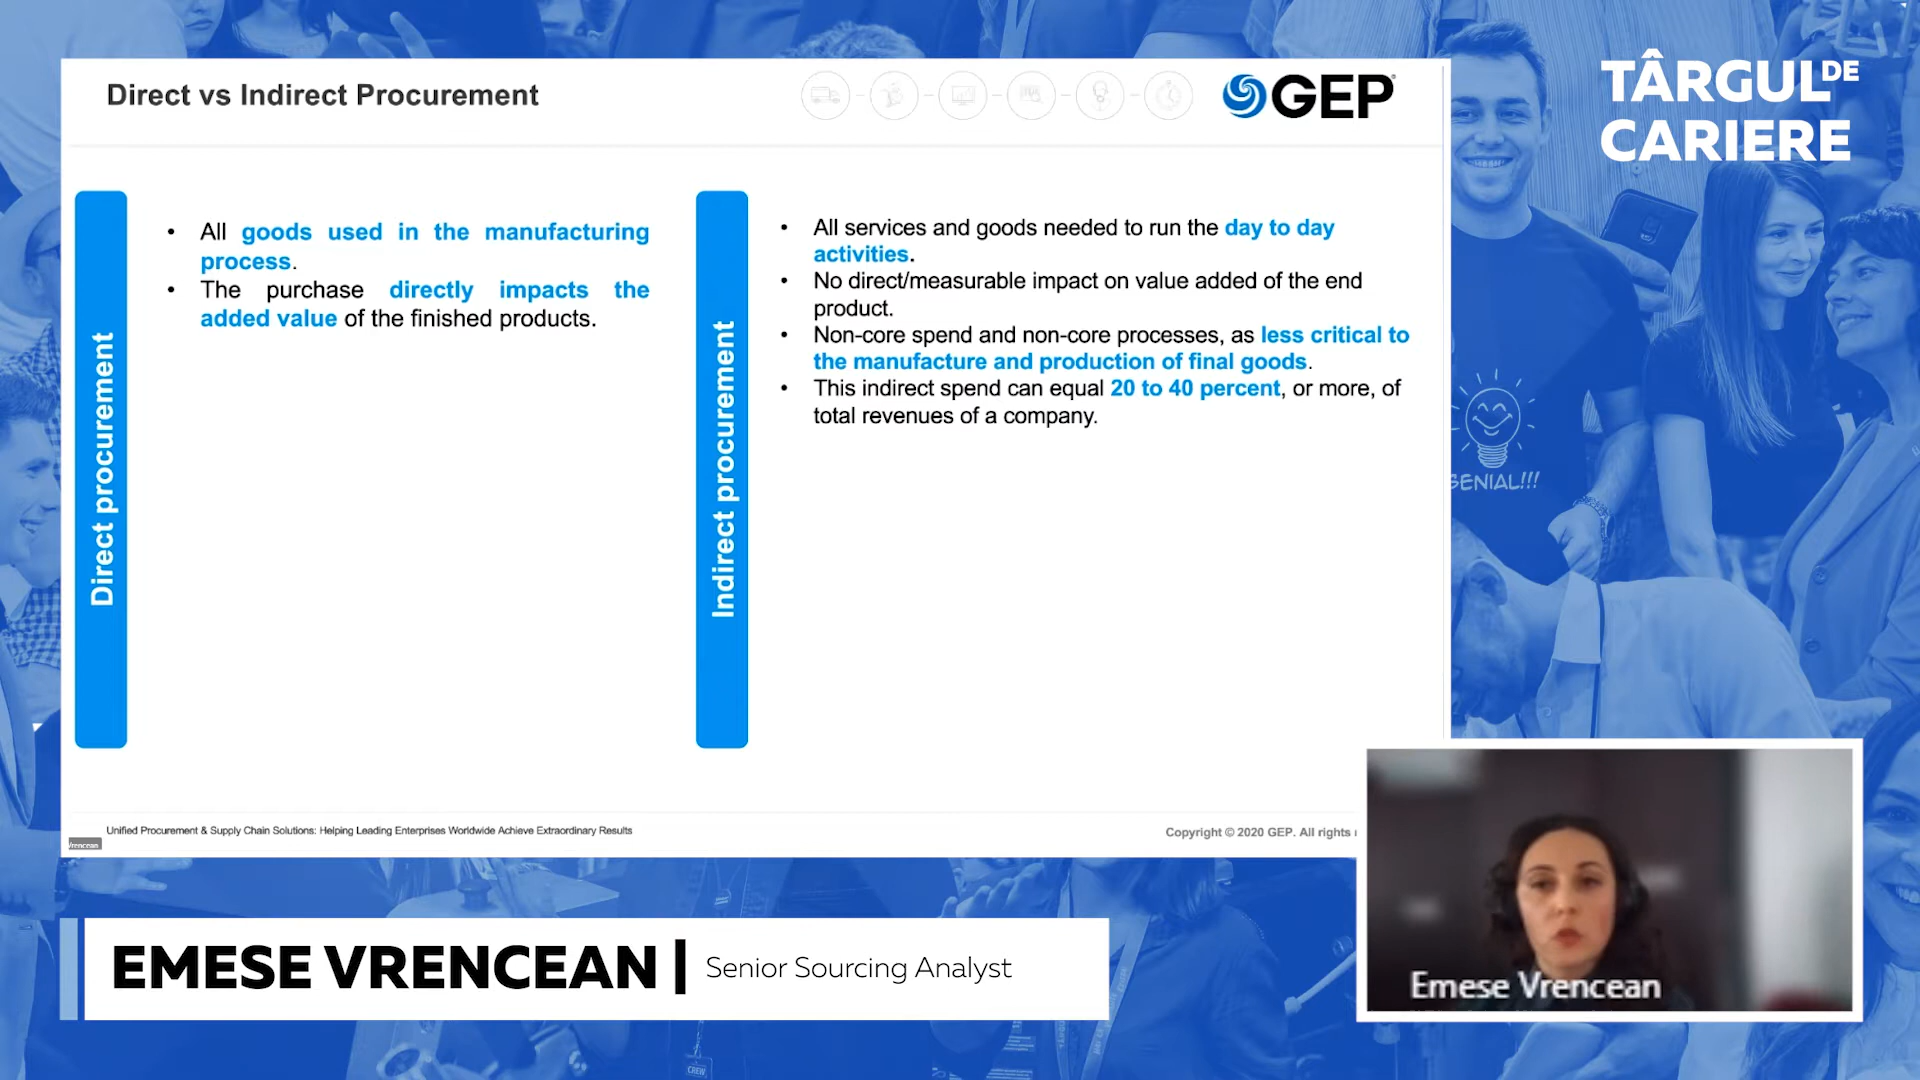 TÂRGUL DE
CARIERE
Direct vs Indirect Procurement
GEP
Direct procurement
• All goods used in the manufacturing
process.
• The purchase directly impacts the
added value of the finished products.
Indirect procurement
• All services and goods needed to run the day to day
activities.
• No direct/measurable impact on value added of the end
product.
• Non-core spend and non-core processes, as less critical to
the manufacture and production of final goods.
• This indirect spend can equal 20 to 40 percent, or more, of
total revenues of a company.
GENIAL!!!
Unified Procurement & Supply Chain Solutions: Helping Leading Enterprises Worldwide Achieve Extraordinary Results
Vrencean
Copyright © 2020 GEP. All rights
EMESE VRENCEAN | Senior Sourcing Analyst
Emese Vrencean
CREW